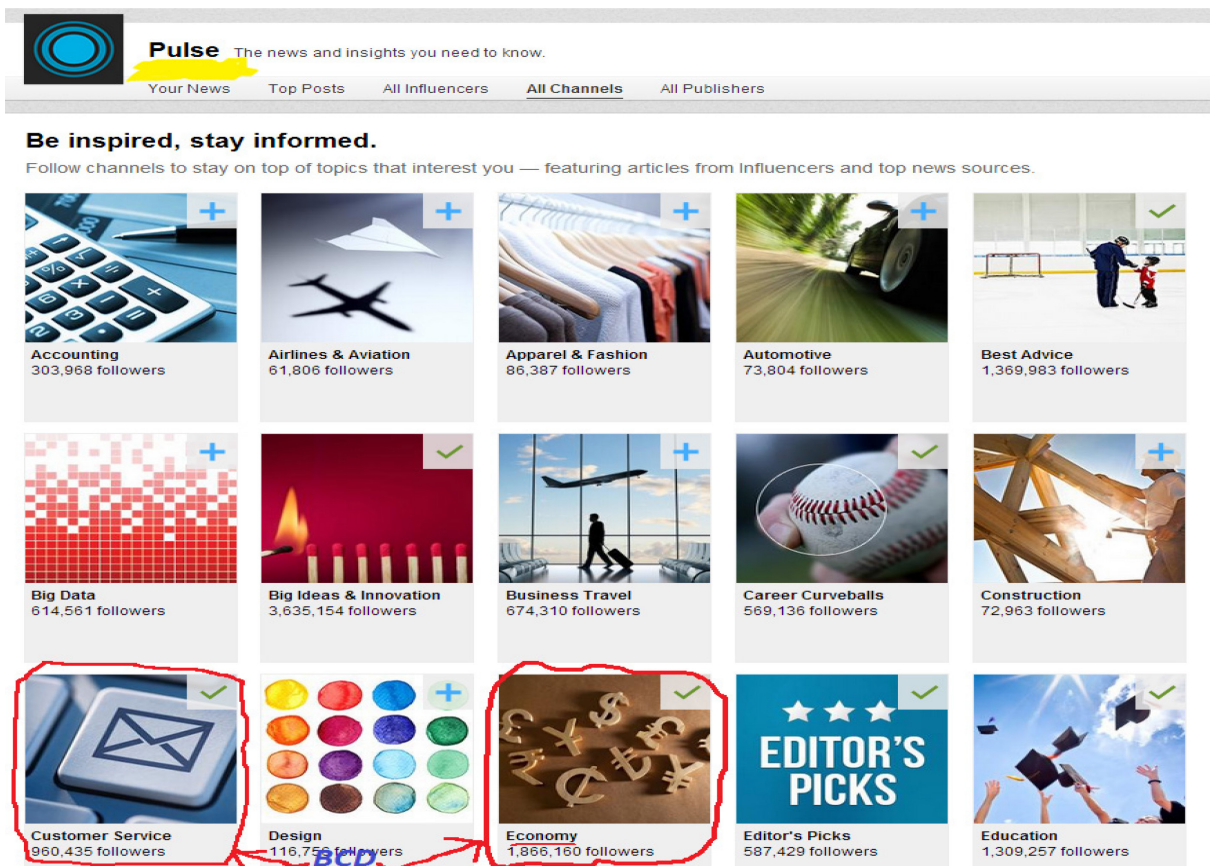 Pulse The news and insights you need to know.
Your News Top Posts All Influencers All Channels All Publishers
Be inspired, stay informed.
Follow channels to stay on top of topics that interest you — featuring articles from Influencers and top news sources.
Accounting
303,968 followers
Airlines & Aviation
61,806 followers
Apparel & Fashion
86,387 followers
Automotive
73,804 followers
Best Advice
1,369,983 followers
Big Data
614,561 followers
Big Ideas & Innovation
3,635,154 followers
Business Travel
674,310 followers
Career Curveballs
569,136 followers
Construction
72,963 followers
Customer Service
960,435 followers
Design
followers
BCD
Economy
1,866,160 followers
EDITOR'S
PICKS
Editor's Picks
587,429 followers
Education
1,309,257 followers